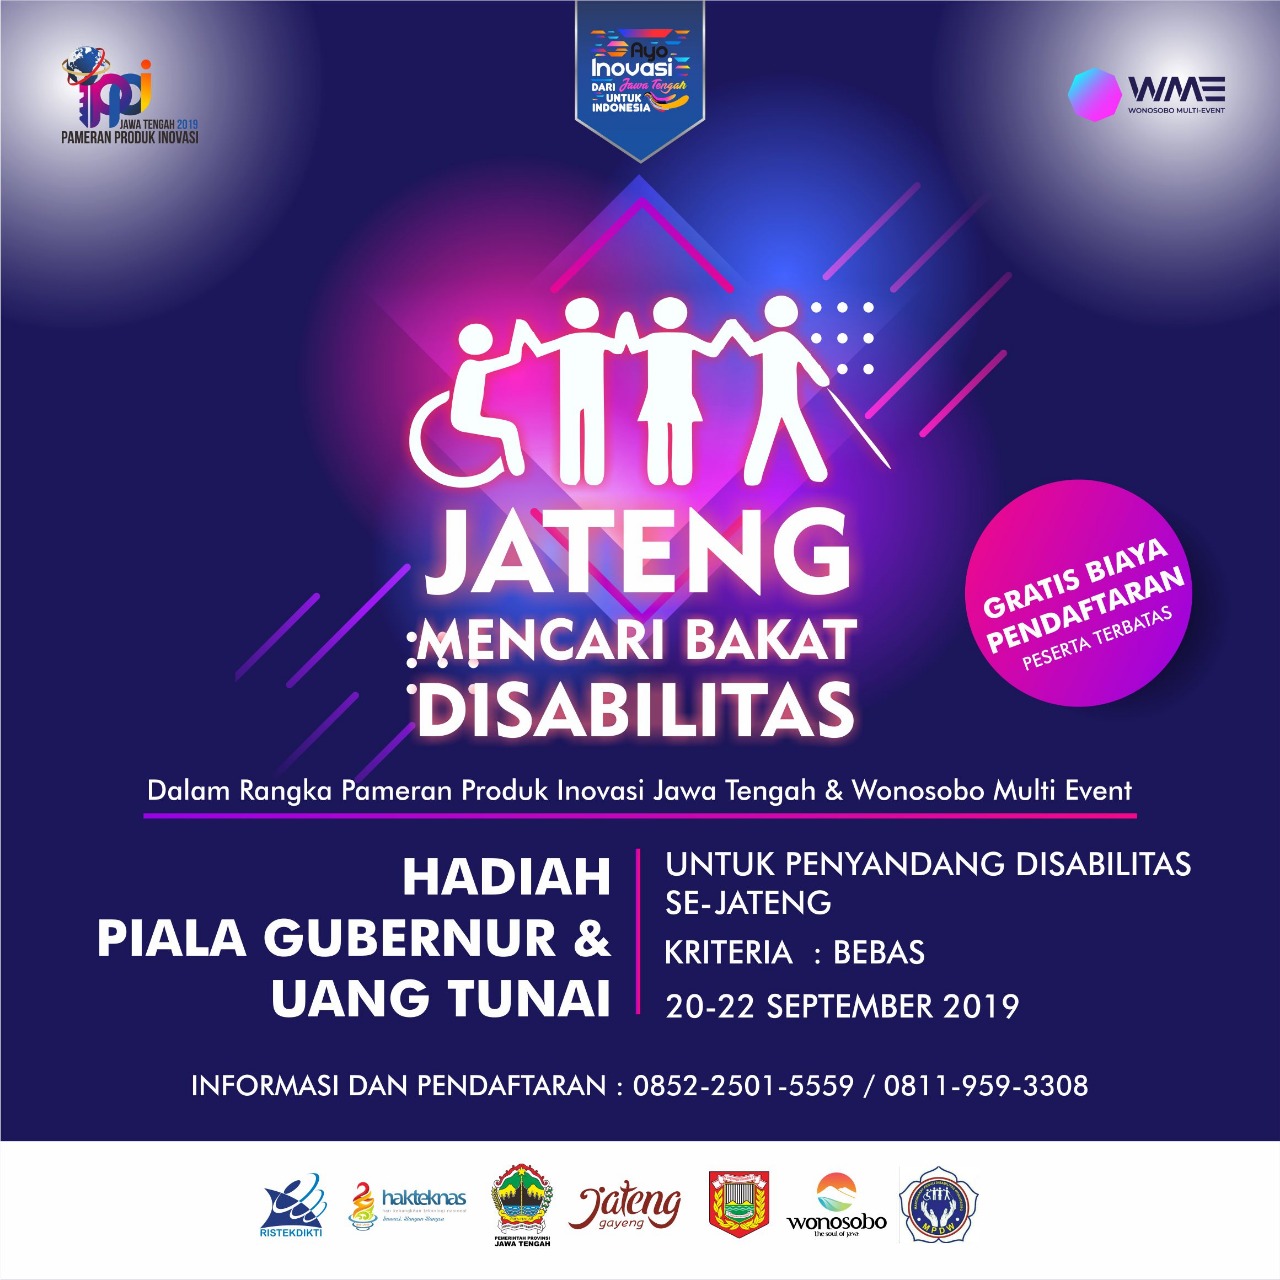 JAWA TENGAH 2019
PAMERAN PRODUK INOVASI
Ayo
Inovasi
DARI Jawa Tengah
UNTUK
INDONESIA
WME
WONOSOBO MULTI-EVENT
JATENG
MENCARI BAKAT
DISABILITAS
GRATIS BIAYA
PENDAFTARAN
PESERTA TERBATAS
Dalam Rangka Pameran Produk Inovasi Jawa Tengah & Wonosobo Multi Event
HADIAH
PIALA GUBERNUR &
UANG TUNAI
UNTUK PENYANDANG DISABILITAS
SE-JATENG
KRITERIA : BEBAS
20-22 SEPTEMBER 2019
INFORMASI DAN PENDAFTARAN : 0852-2501-5559 / 0811-959-3308
RISTEKDIKTI
hakteknas
PEMERINTAH PROVINSI
JAWA TENGAH
jateng
gayeng
wonosobo
The soul of java
MPDW